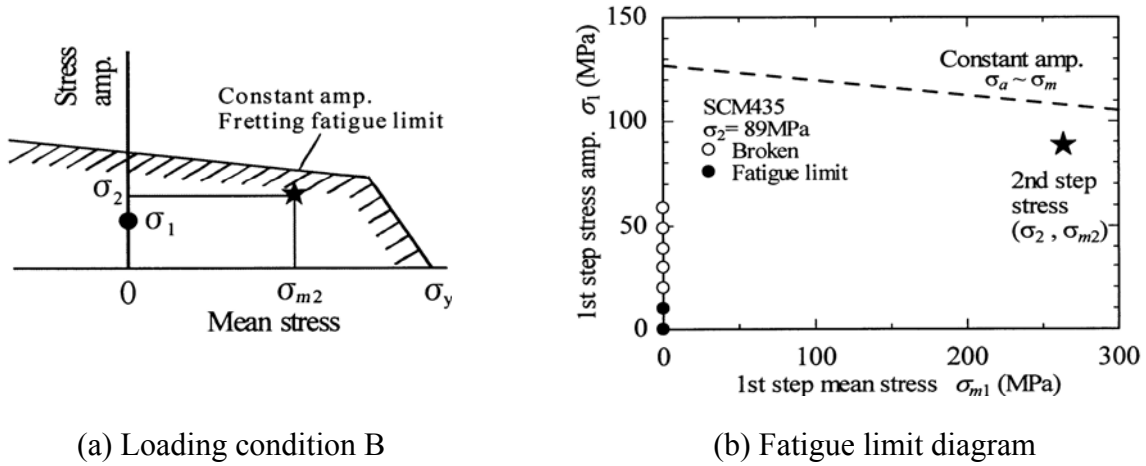 Stress
amp.
Constant amp.
Fretting fatigue limit
σ2
σ1
0
σm2
σy
Mean stress
(a) Loading condition B
1st step stress amp. σ1 (MPa)
150
100
50
0
Constant amp.
σa ~ σm
SCM435
σ2= 89MPa
Broken
Fatigue limit
2nd step
stress
(σ2 , σm2)
0 100 200 300
1st step mean stress σm1 (MPa)
(b) Fatigue limit diagram